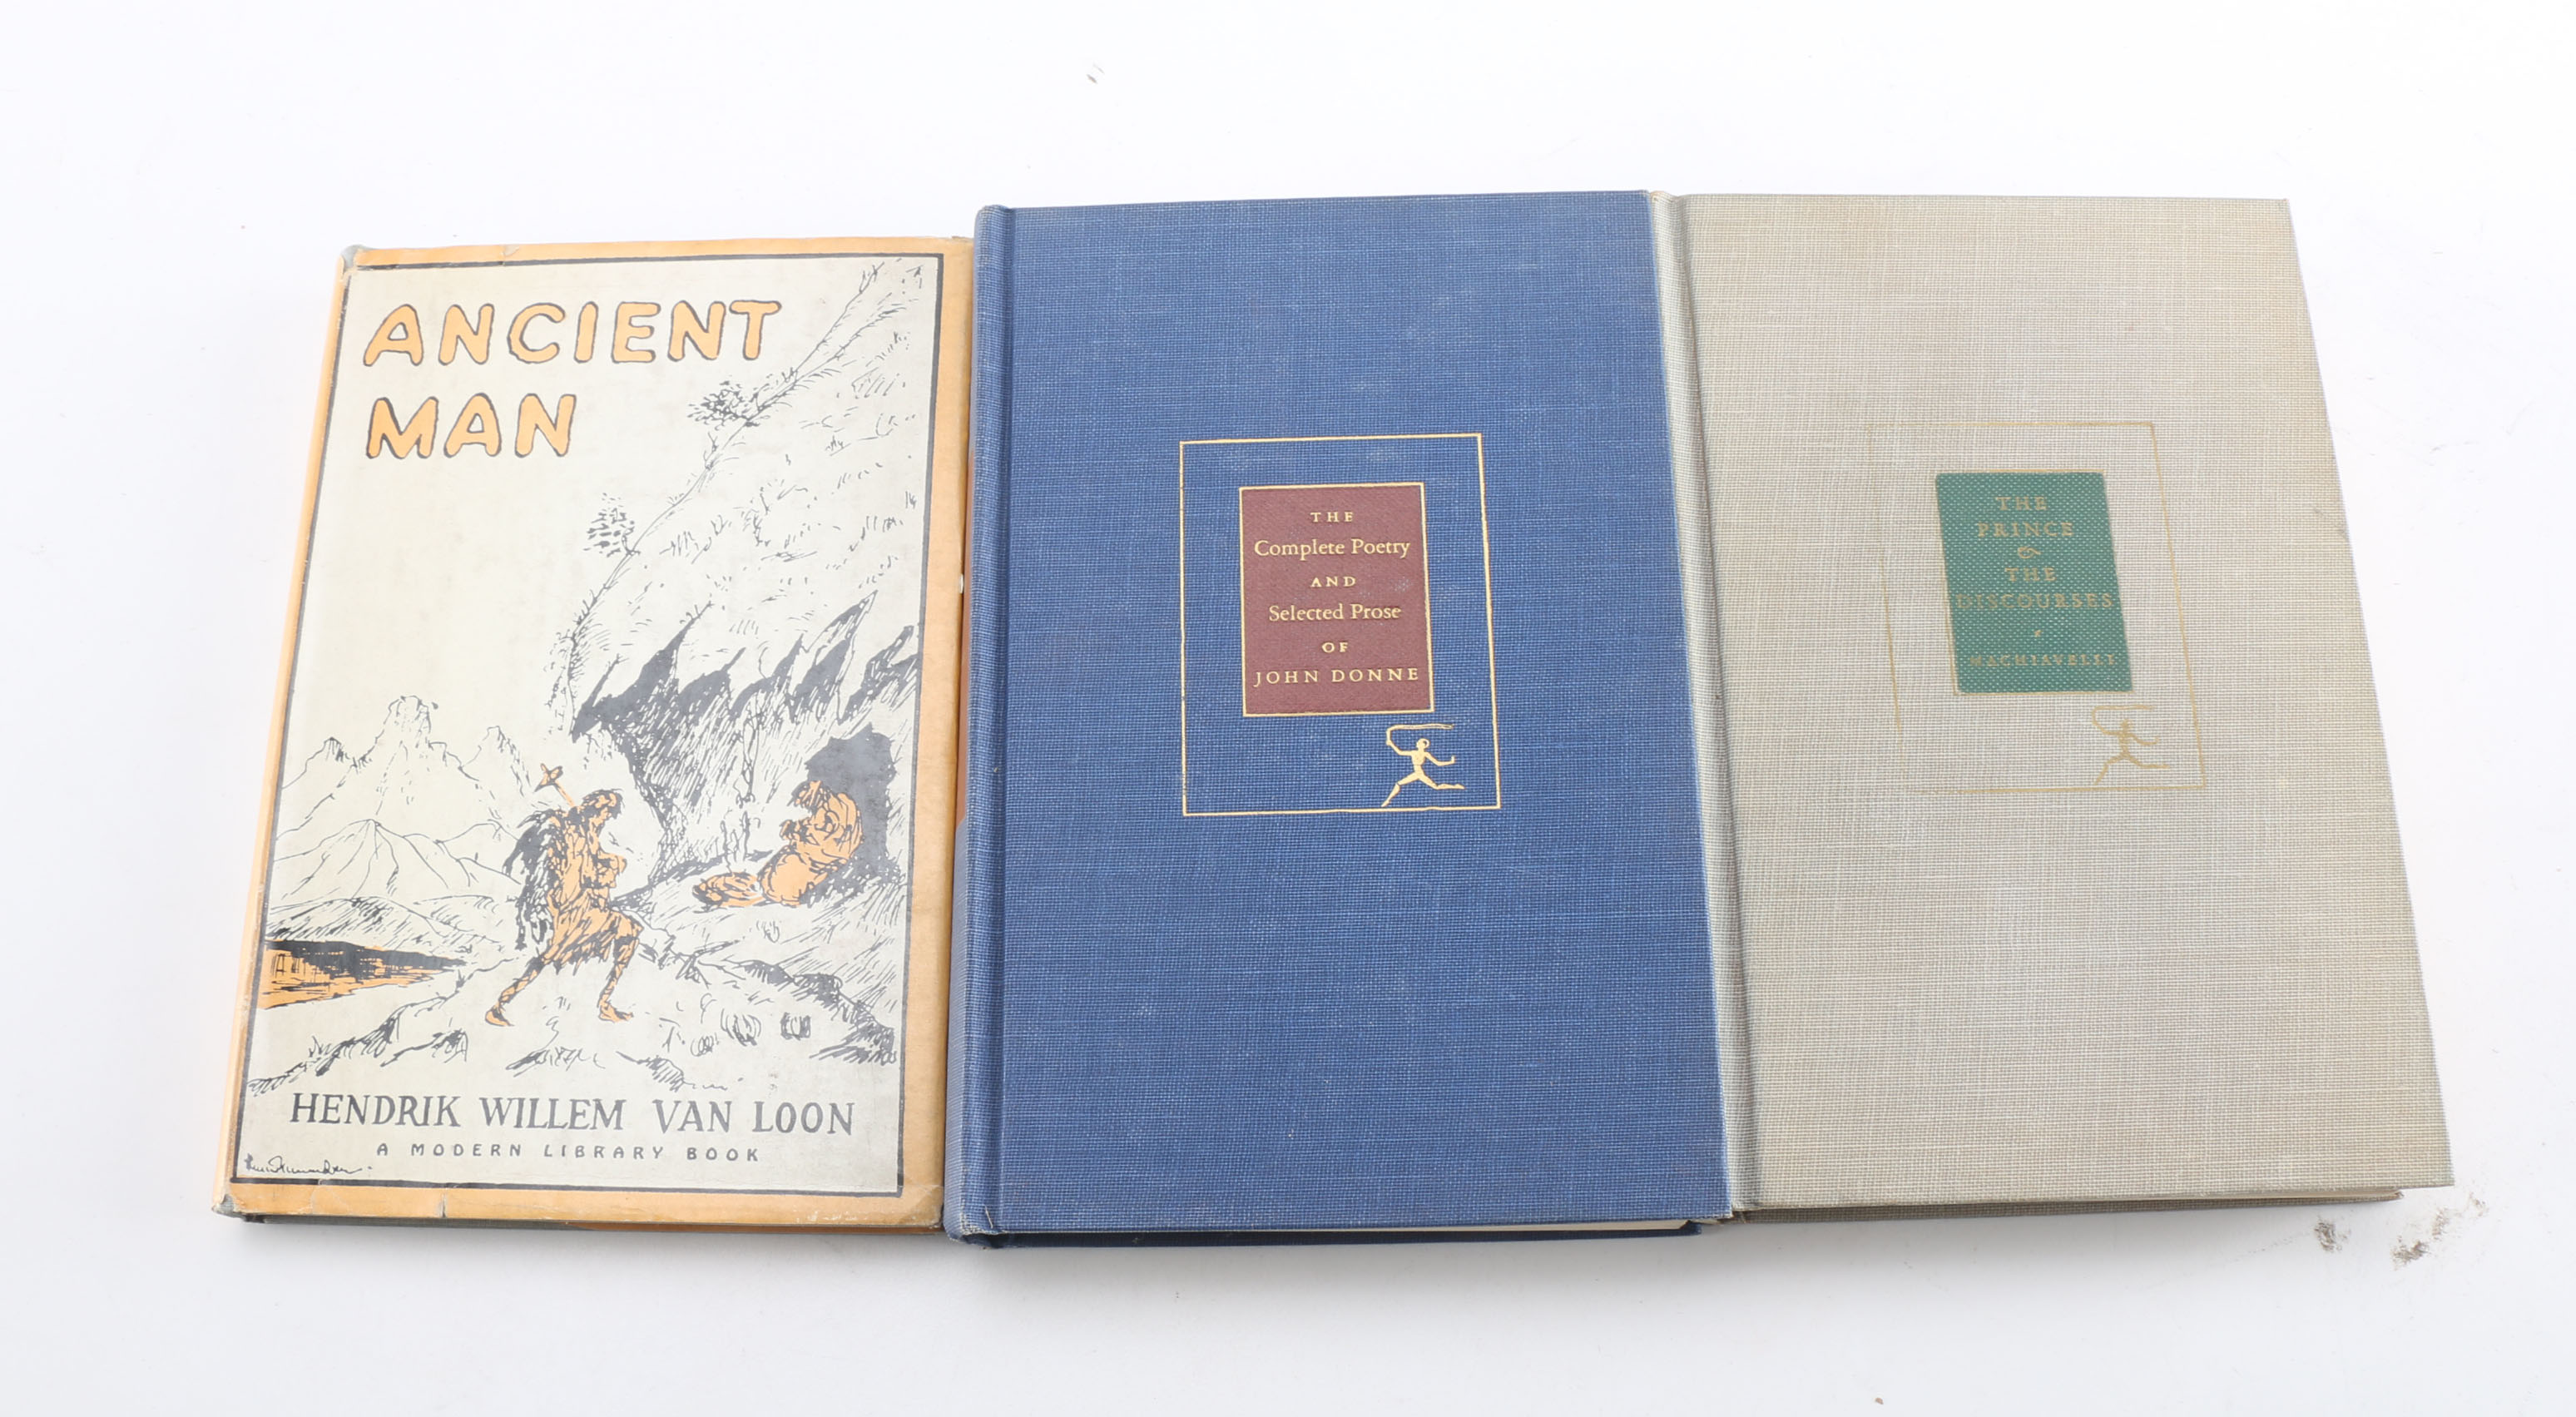 ANCIENT
MAN
HENDRIK WILLEM VAN LOON
A MODERN LIBRARY BOOK
THE
Complete Poetry
AND
Selected Prose
OF
JOHN DONNE
THE
PRINCE
&
THE
DISCOURSES
MACHIAVELLI